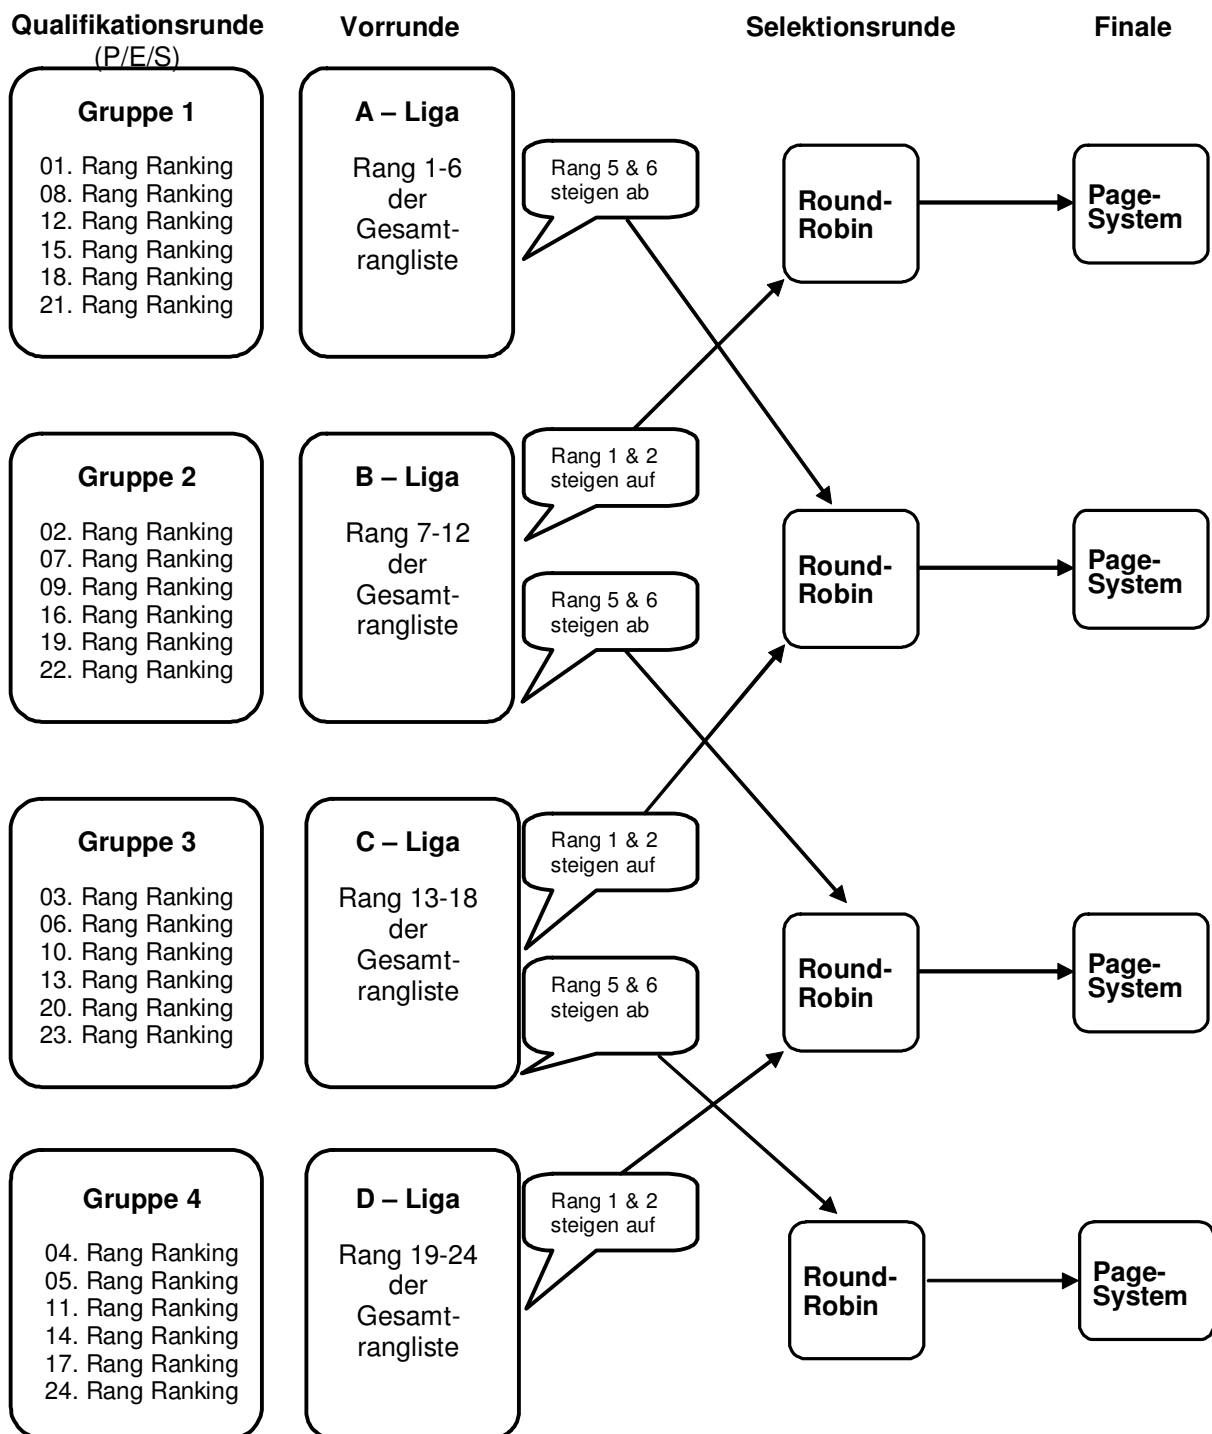 Qualifikationsrunde
(P/E/S)
Vorrunde
Selektionsrunde
Finale
Gruppe 1
01. Rang Ranking
08. Rang Ranking
12. Rang Ranking
15. Rang Ranking
18. Rang Ranking
21. Rang Ranking
A – Liga
Rang 1-6
der
Gesamt-
rangliste
Rang 5 & 6
steigen ab
Round-
Robin
Page-
System
Gruppe 2
02. Rang Ranking
07. Rang Ranking
09. Rang Ranking
16. Rang Ranking
19. Rang Ranking
22. Rang Ranking
B – Liga
Rang 7-12
der
Gesamt-
rangliste
Rang 1 & 2
steigen auf
Rang 5 & 6
steigen ab
Round-
Robin
Page-
System
Gruppe 3
03. Rang Ranking
06. Rang Ranking
10. Rang Ranking
13. Rang Ranking
20. Rang Ranking
23. Rang Ranking
C – Liga
Rang 13-18
der
Gesamt-
rangliste
Rang 1 & 2
steigen auf
Rang 5 & 6
steigen ab
Round-
Robin
Page-
System
Gruppe 4
04. Rang Ranking
05. Rang Ranking
11. Rang Ranking
14. Rang Ranking
17. Rang Ranking
24. Rang Ranking
D – Liga
Rang 19-24
der
Gesamt-
rangliste
Rang 1 & 2
steigen auf
Round-
Robin
Page-
System